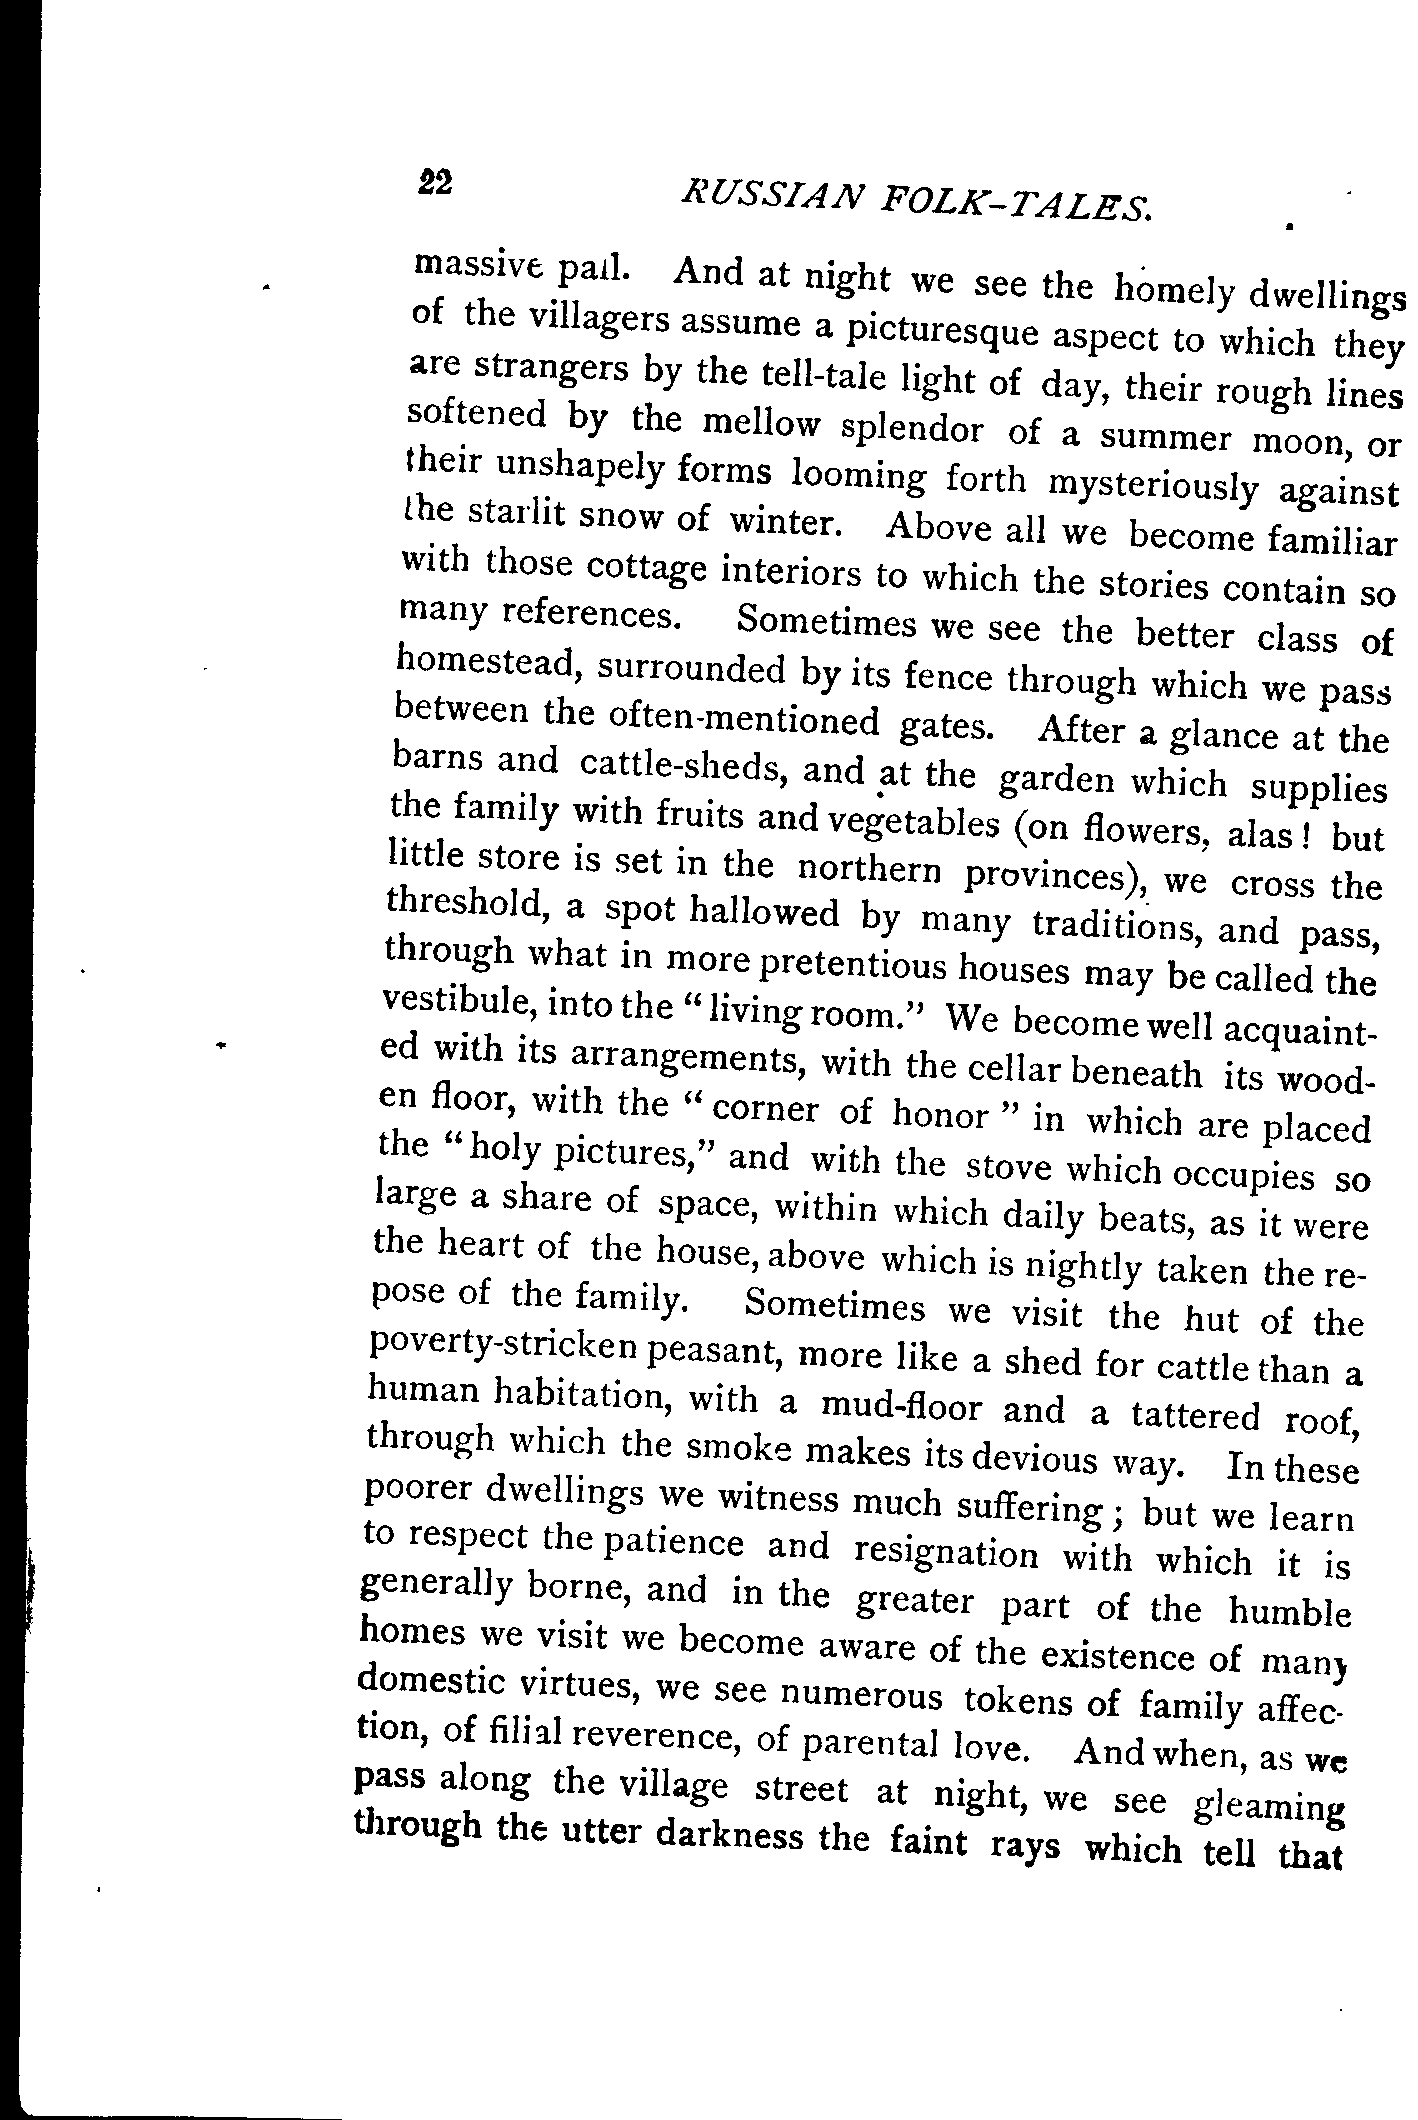 22 RUSSIAN FOLK-TALES.
massive pail. And at night we see the homely dwellings
of the villagers assume a picturesque aspect to which they
are strangers by the tell-tale light of day, their rough lines
softened by the mellow splendor of a summer moon, or
their unshapely forms looming forth mysteriously against
the starlit snow of winter. Above all we become familiar
with those cottage interiors to which the stories contain so
many references. Sometimes we see the better class of
homestead, surrounded by its fence through which we pass
between the often-mentioned gates. After a glance at the
barns and cattle-sheds, and at the garden which supplies
the family with fruits and vegetables (on flowers, alas ! but
little store is set in the northern provinces), we cross the
threshold, a spot hallowed by many traditions, and pass,
through what in more pretentious houses may be called the
vestibule, into the “ living room.” We become well acquaint-
ed with its arrangements, with the cellar beneath its wood-
en floor, with the “ corner of honor ” in which are placed
the “ holy pictures,” and with the stove which occupies so
large a share of space, within which daily beats, as it were
the heart of the house, above which is nightly taken the re-
pose of the family. Sometimes we visit the hut of the
poverty-stricken peasant, more like a shed for cattle than a
human habitation, with a mud-floor and a tattered roof,
through which the smoke makes its devious way. In these
poorer dwellings we witness much suffering ; but we learn
to respect the patience and resignation with which it is
generally borne, and in the greater part of the humble
homes we visit we become aware of the existence of many
domestic virtues, we see numerous tokens of family affec-
tion, of filial reverence, of parental love. And when, as we
pass along the village street at night, we see gleaming
through the utter darkness the faint rays which tell that